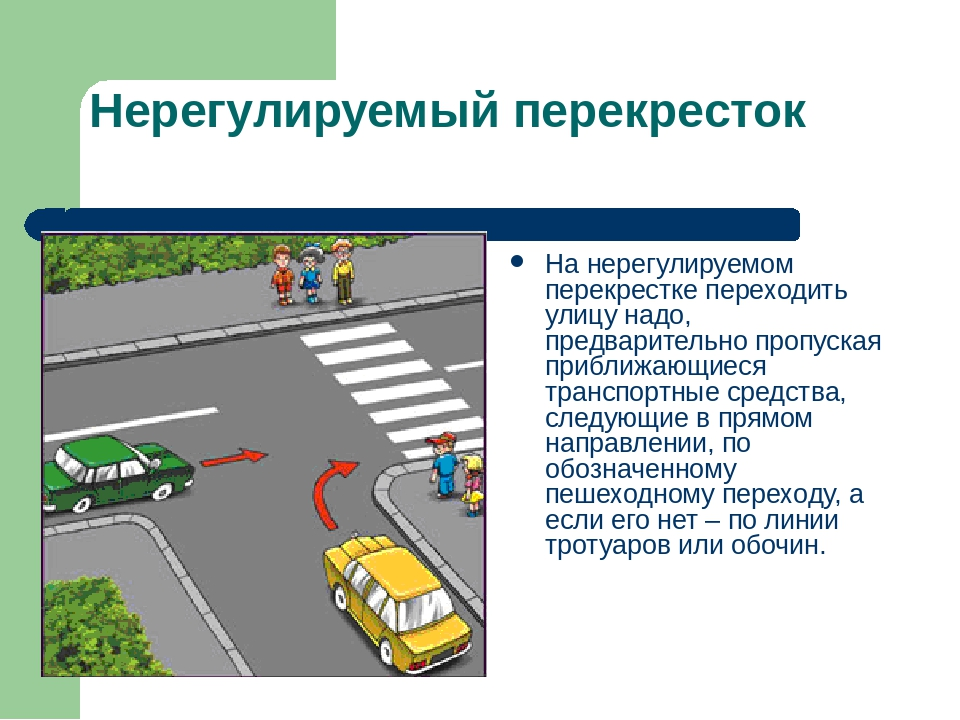 Нерегулируемый перекресток
На нерегулируемом
перекрестке переходить
улицу надо,
предварительно пропуская
приближающиеся
транспортные средства,
следующие в прямом
направлении, по
обозначенному
пешеходному переходу, а
если его нет – по линии
тротуаров или обочин.